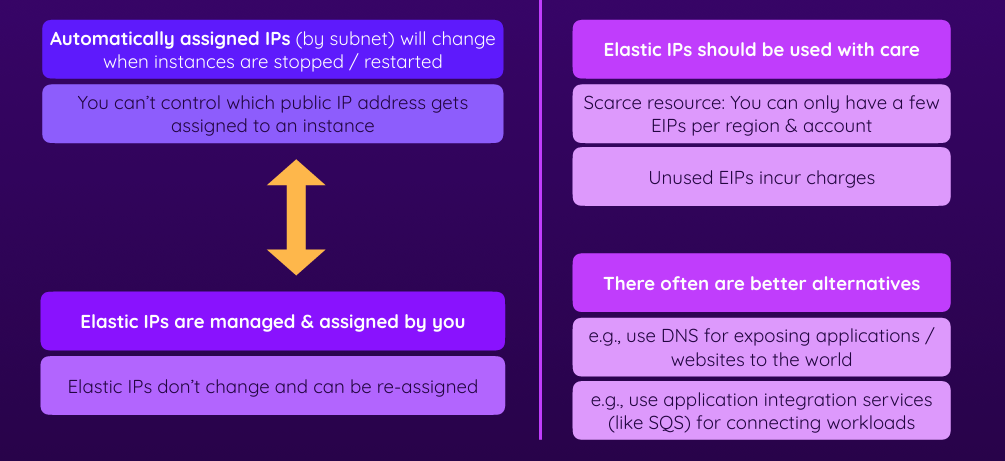 Automatically assigned IPs (by subnet) will change
when instances are stopped / restarted
You can't control which public IP address gets
assigned to an instance
Elastic IPs are managed & assigned by you
Elastic IPs don't change and can be re-assigned
Elastic IPs should be used with care
Scarce resource: You can only have a few
EIPs per region & account
Unused EIPs incur charges
There often are better alternatives
e.g., use DNS for exposing applications /
websites to the world
e.g., use application integration services
(like SQS) for connecting workloads